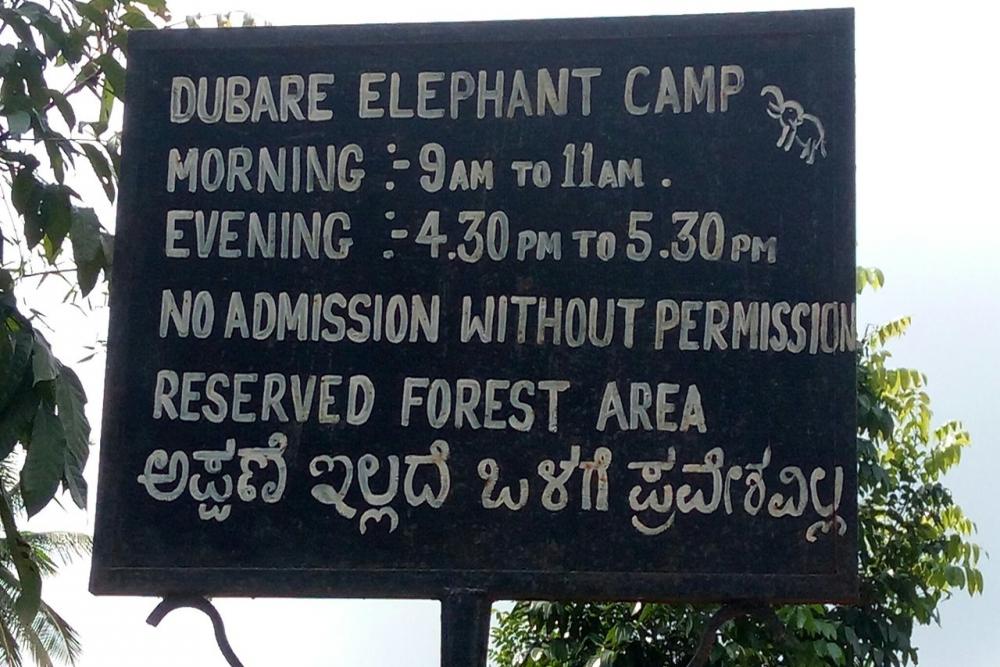 DUBARE ELEPHANT CAMP
MORNING :- 9AM TO 11AM .
EVENING :- 4.30 PM TO 5.30 PM
NO ADMISSION WITHOUT PERMISSION
RESERVED FOREST AREA
ಅಪ್ಪಣೆ ಇಲ್ಲದೆ ಒಳಗೆ ಪ್ರವೇಶವಿಲ್ಲ